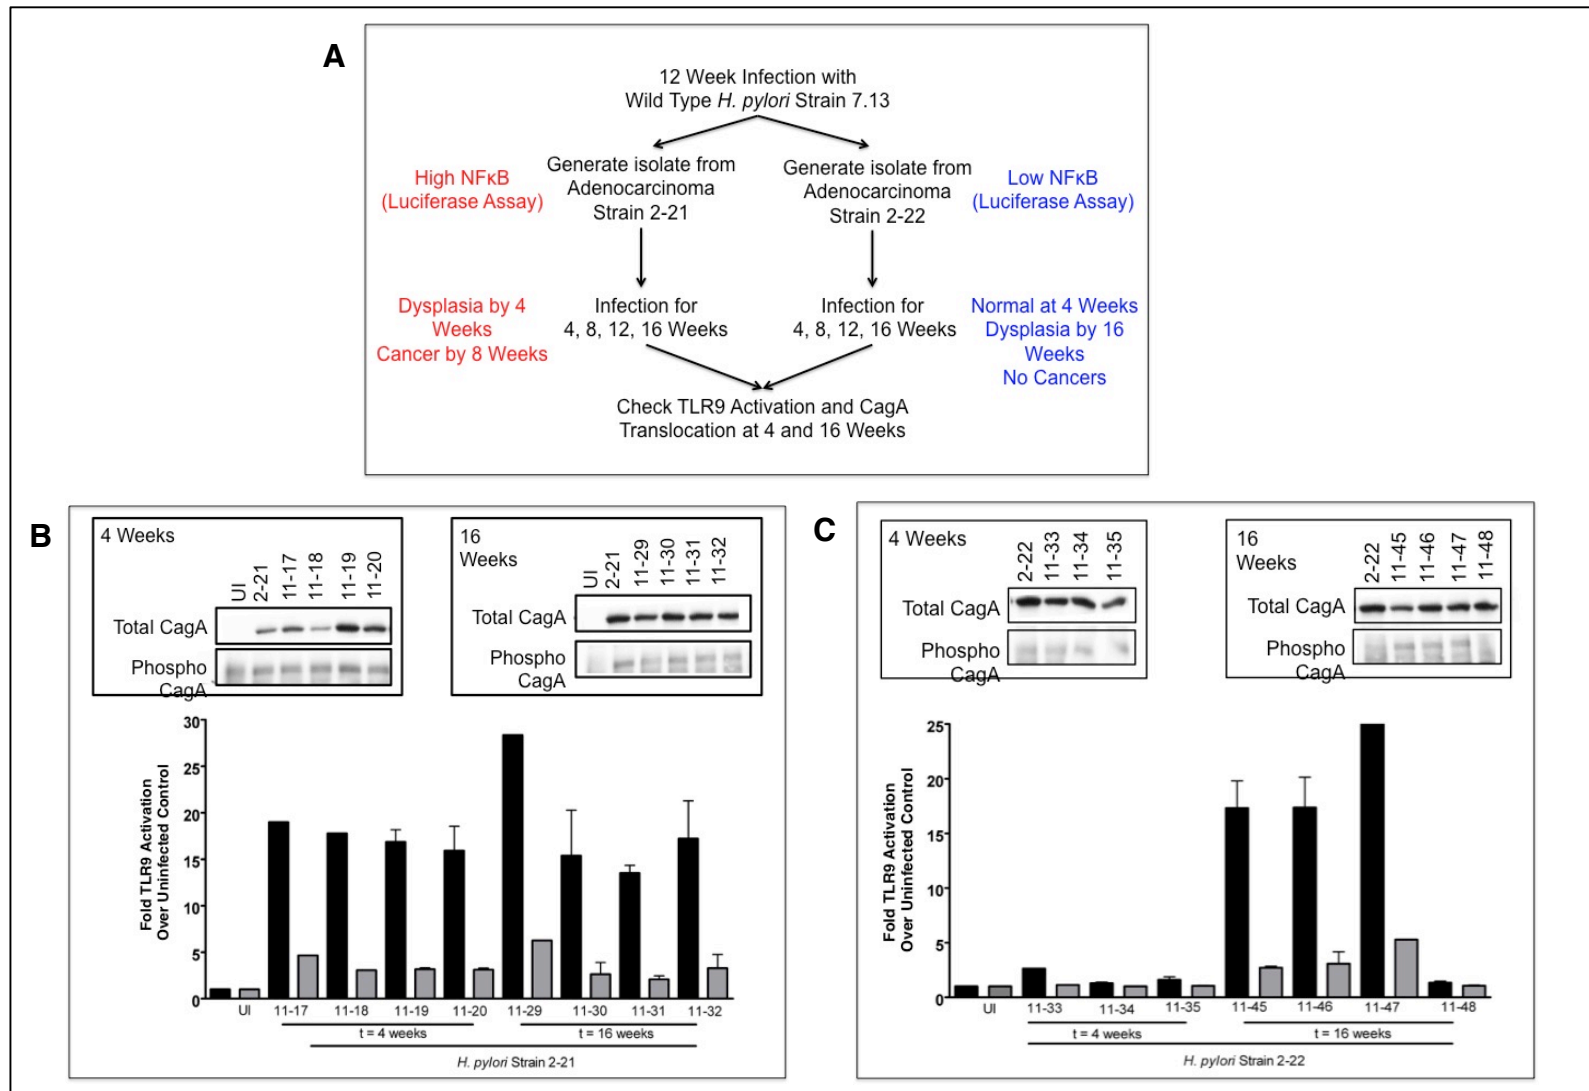 A
12 Week Infection with
Wild Type H. pylori Strain 7.13
High NFκB
(Luciferase Assay)
Generate isolate from
Adenocarcinoma
Strain 2-21
Generate isolate from
Adenocarcinoma
Strain 2-22
Low NFκB
(Luciferase Assay)
Dysplasia by 4
Weeks
Cancer by 8 Weeks
Infection for
4, 8, 12, 16 Weeks
Infection for
4, 8, 12, 16 Weeks
Normal at 4 Weeks
Dysplasia by 16
Weeks
No Cancers
Check TLR9 Activation and CagA
Translocation at 4 and 16 Weeks
B
4 Weeks
UI
2-21
11-17
11-18
11-19
11-20
Total CagA
Phospho
CagA
16
Weeks
UI
2-21
11-29
11-30
11-31
11-32
Total CagA
Phospho
CagA
Fold TLR9 Activation
Over Uninfected Control
30
25
20
15
10
5
0
UI 11-17 11-18 11-19 11-20 11-29 11-30 11-31 11-32
t = 4 weeks t = 16 weeks
H. pylori Strain 2-21
C
4 Weeks
2-22
11-33
11-34
11-35
Total CagA
Phospho
CagA
16
Weeks
2-22
11-45
11-46
11-47
11-48
Total CagA
Phospho
CagA
Fold TLR9 Activation
Over Uninfected Control
25
20
15
10
5
0
UI 11-33 11-34 11-35 11-45 11-46 11-47 11-48
t = 4 weeks t = 16 weeks
H. pylori Strain 2-22